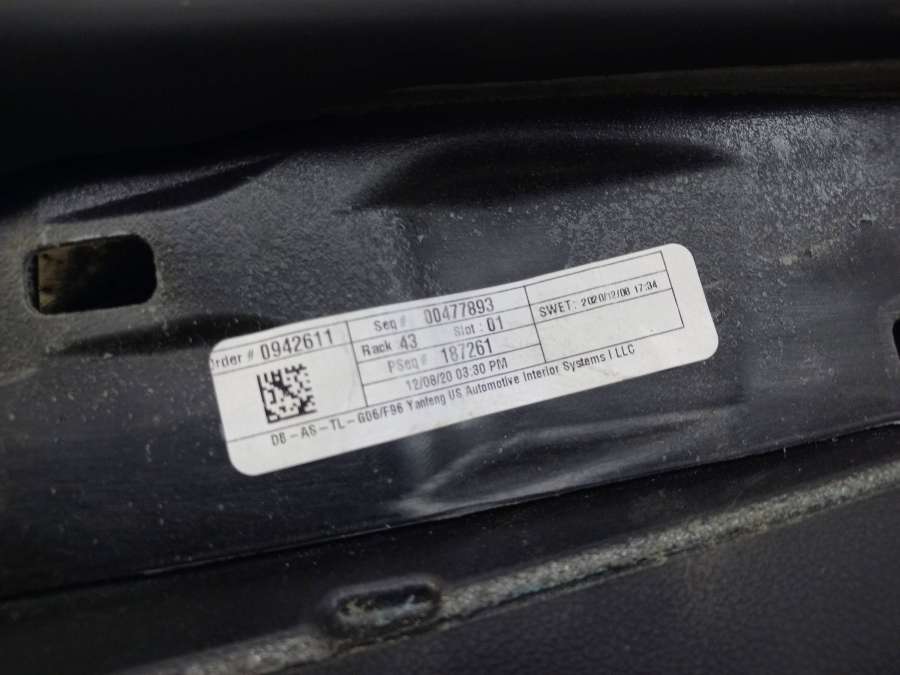 Order # 0942611
Seq # 00477893
Rack 43 Slot: 01
PSeq # 187261
12/08/20 03:30 PM
SWET: 2020/12/08 17:34
DB-AS-TL-G06/F96 Yanfeng US Automotive Interior Systems I LLC